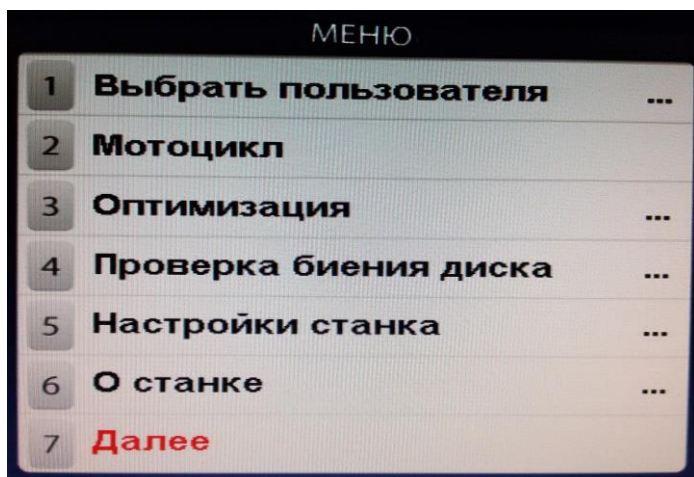 МЕНЮ
1 Выбрать пользователя ...
2 Мотоцикл
3 Оптимизация ...
4 Проверка биения диска ...
5 Настройки станка ...
6 О станке ...
7 Далее